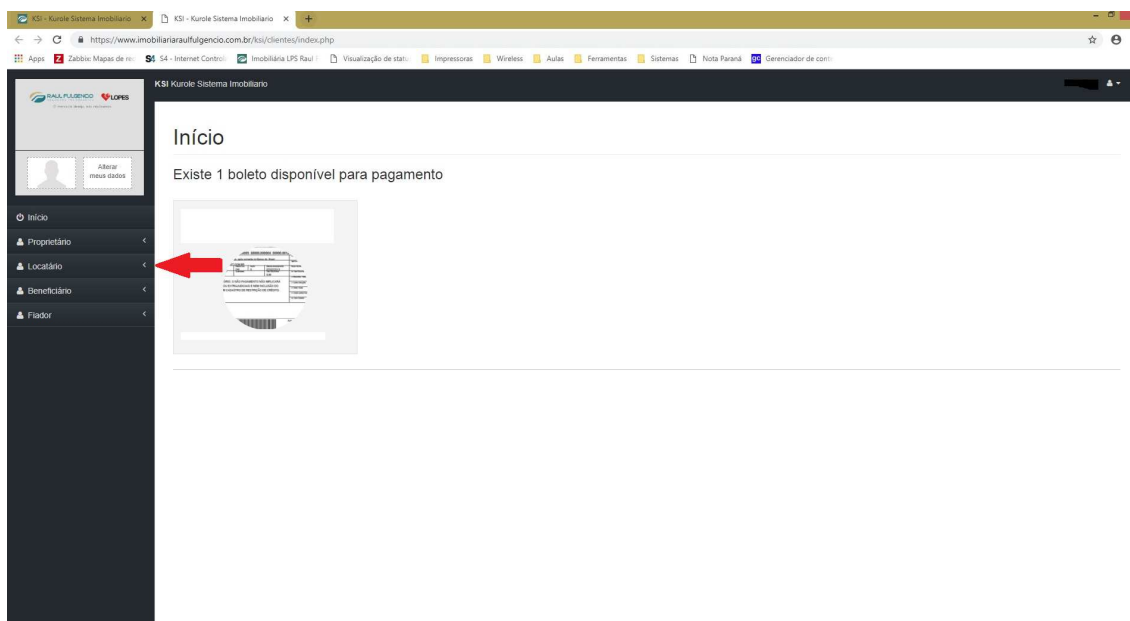 KSI - Kurole Sistema Imobiliario
KSI - Kurole Sistema Imobiliario
https://www.imobiliariaraulfulgencio.com.br/ksi/clientes/index.php
Apps Zabbix: Mapas de re S4 - Internet Control Imobiliária LPS Raul Visualização de statu Impressoras Wireless Aulas Ferramentas Sistemas Nota Paraná gc Gerenciador de cont
RAUL FULGENCIO LOPES
KSI Kurole Sistema Imobiliario
Alterar
meus dados
Início
Proprietário
Locatário
Beneficiário
Fiador
Início
Existe 1 boleto disponível para pagamento